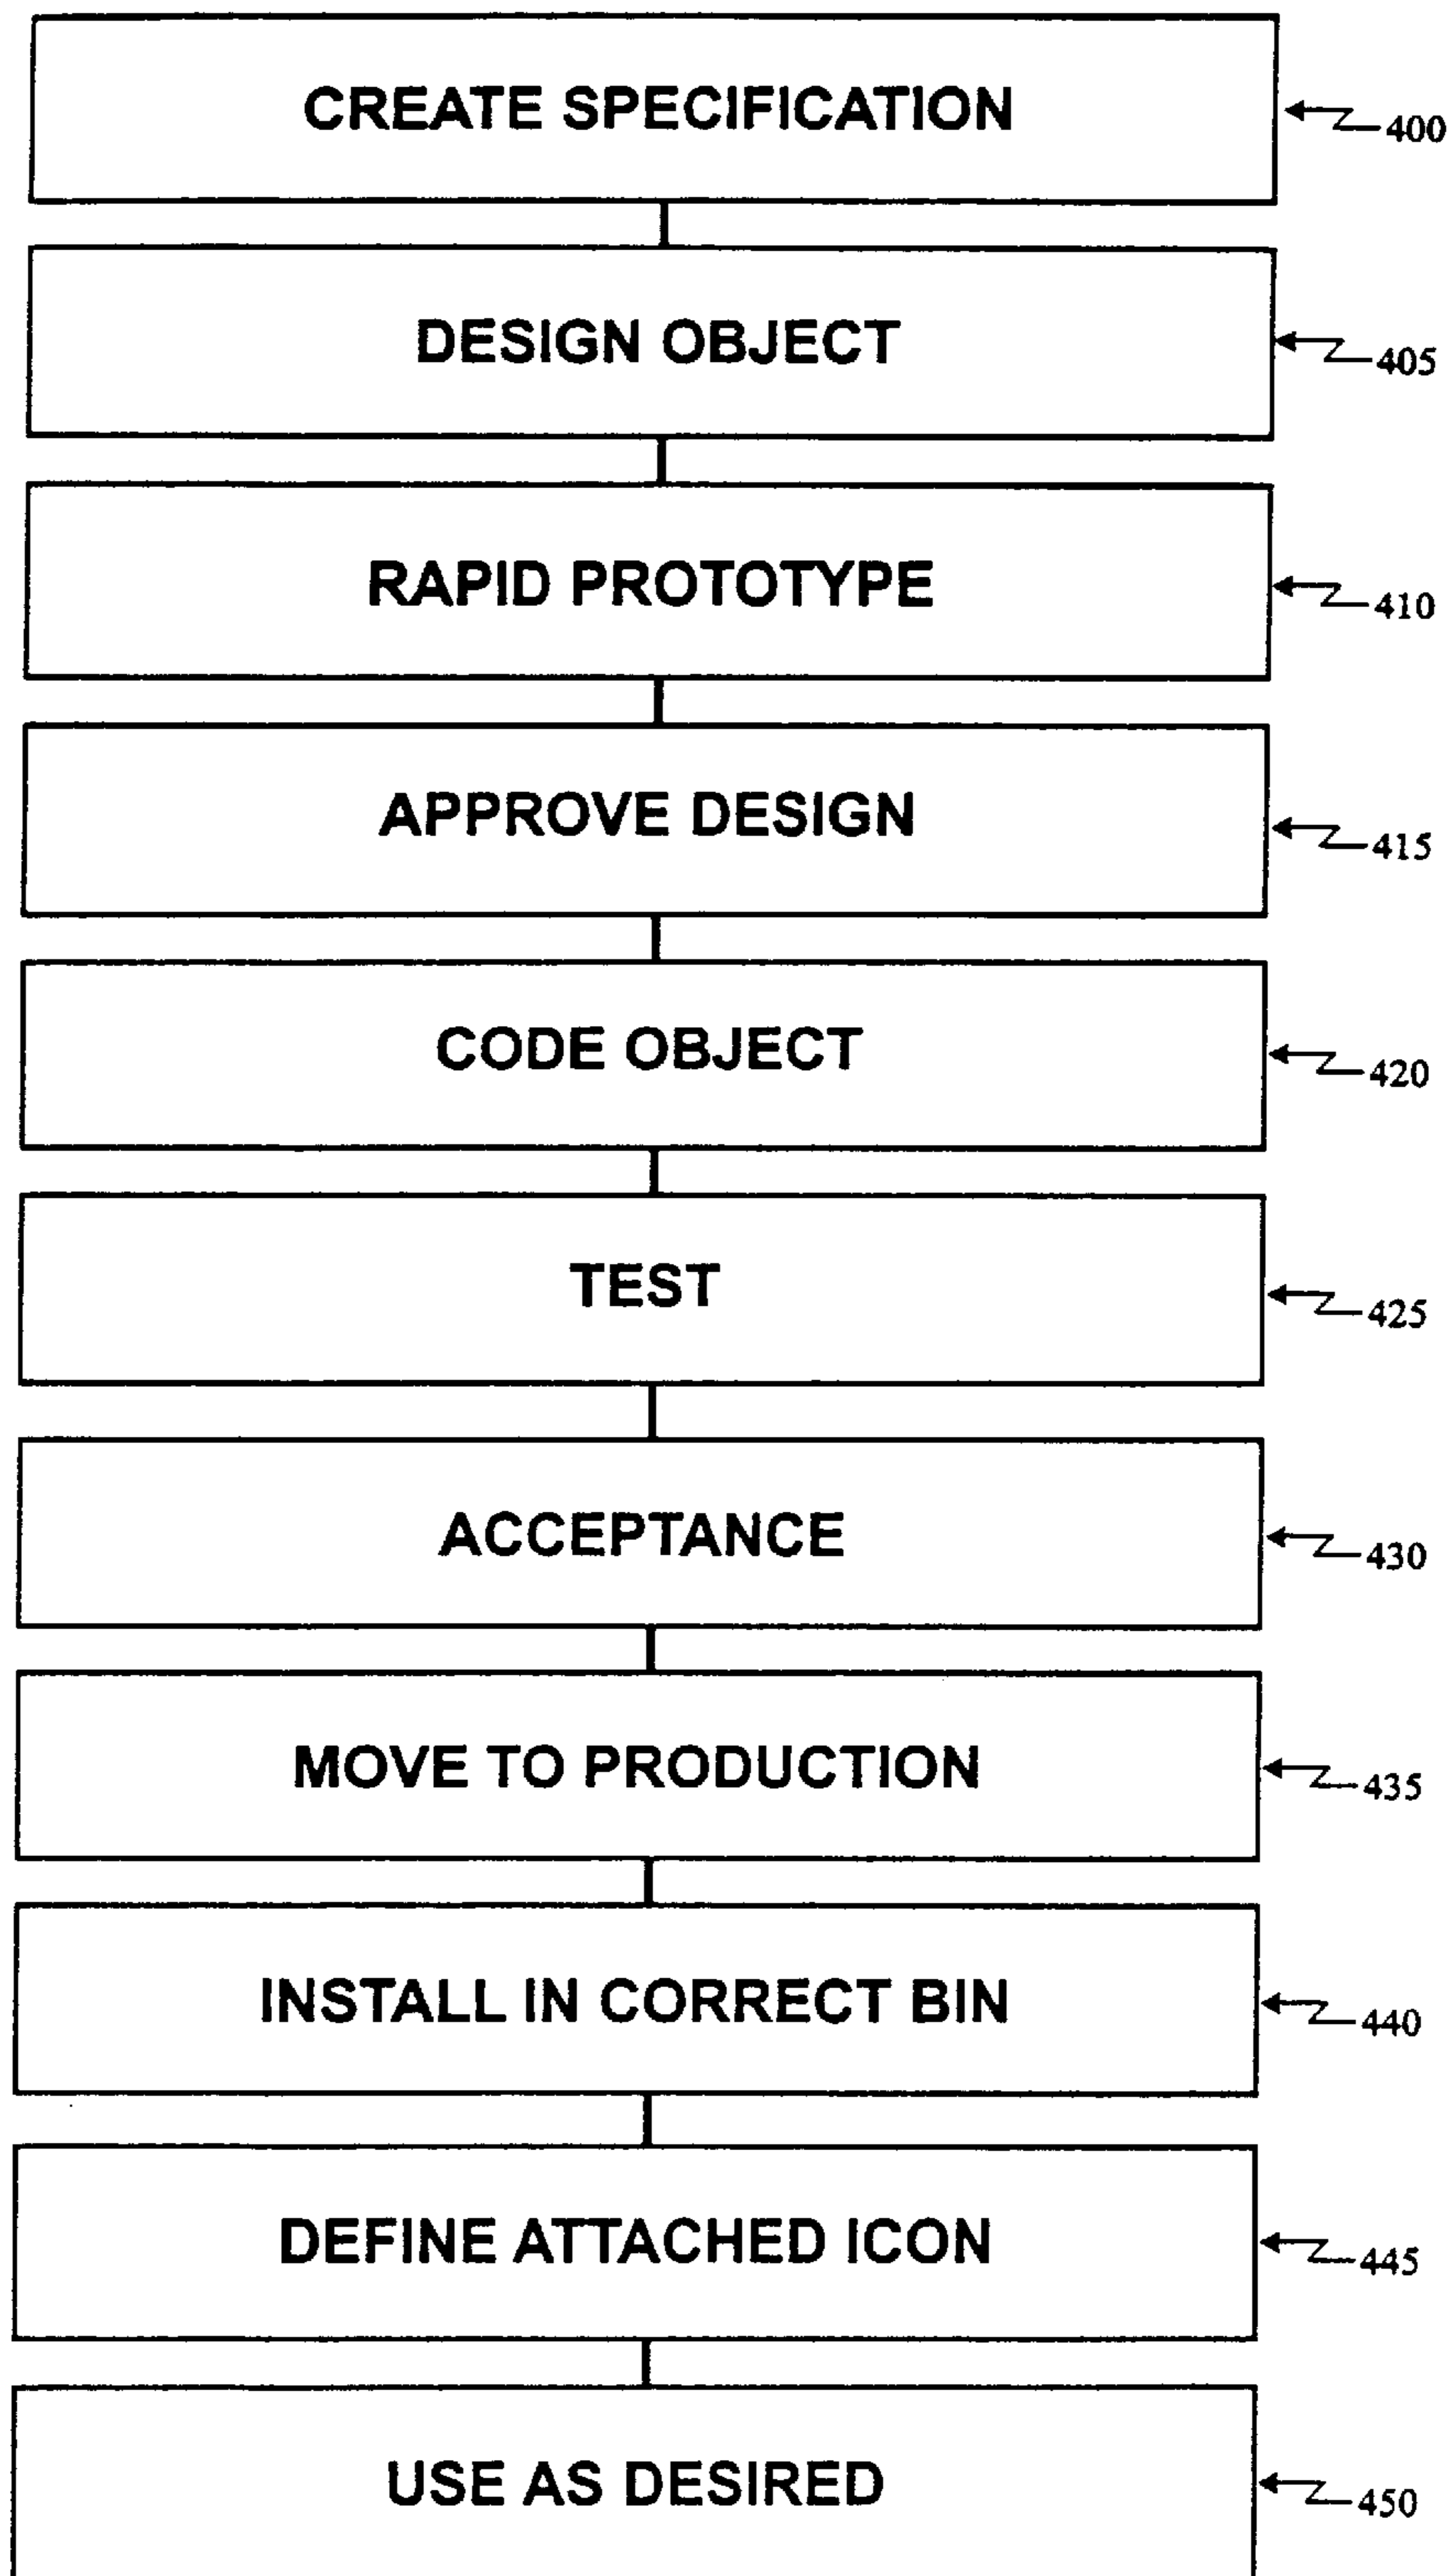 CREATE SPECIFICATION
400
DESIGN OBJECT
405
RAPID PROTOTYPE
410
APPROVE DESIGN
415
CODE OBJECT
420
TEST
425
ACCEPTANCE
430
MOVE TO PRODUCTION
435
INSTALL IN CORRECT BIN
440
DEFINE ATTACHED ICON
445
USE AS DESIRED
450